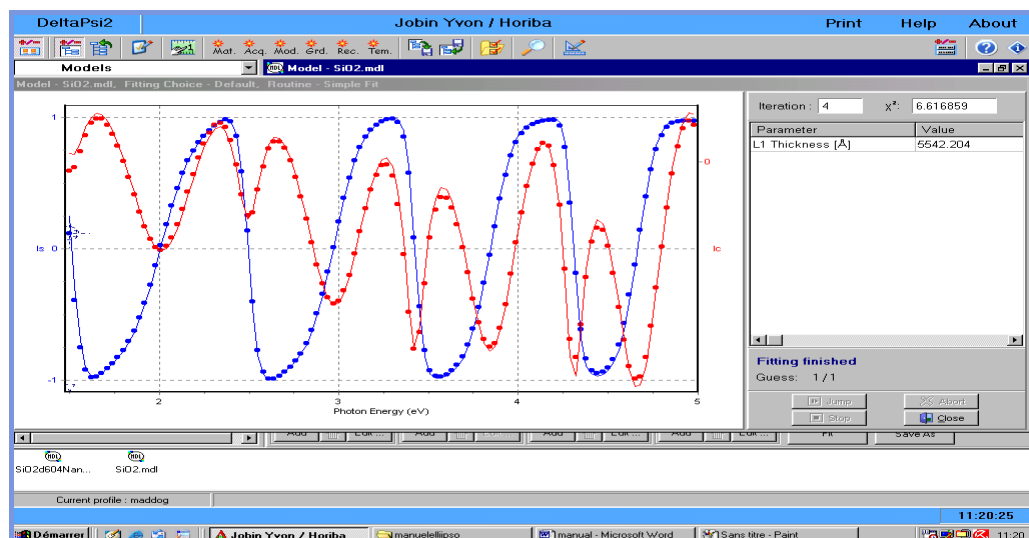 DeltaPsi2 Jobin Yvon / Horiba Print Help About
Mat. Acq. Mod. Grd. Rec. Tem.
Models Model - SiO2.mdl
Model - SiO2.mdl, Fitting Choice - Default, Routine - Simple Fit
Iteration : 4 χ²: 6.616859
Parameter Value
L1 Thickness [Å] 5542.204
1
0
Is 0 Ic
-1
2 3 4 5
Photon Energy (eV)
Fitting finished
Guess: 1/1
Jump Abort
Stop Close
Add Edit ... Add Add Edit ... Add Edit ... Fit Save As
SiO2d604Nan... SiO2.mdl
Current profile : maddog
11:20:25
Démarrer Jobin Yvon / Horiba manuelellipso manual - Microsoft Word Sans titre - Paint 11:20